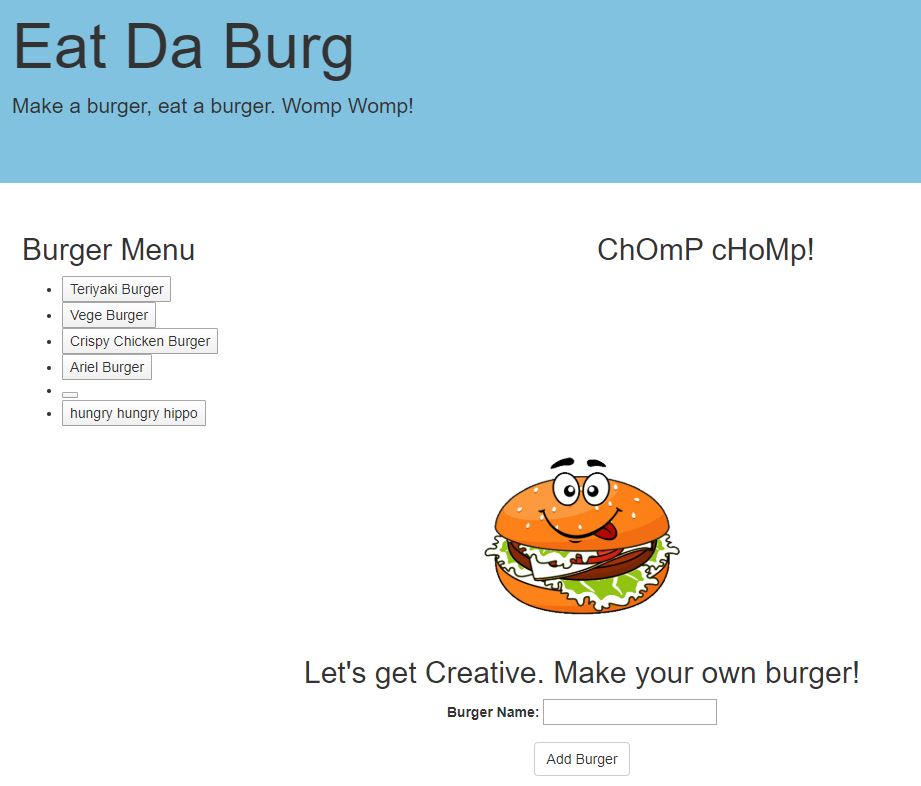 Eat Da Burg
Make a burger, eat a burger. Womp Womp!
Burger Menu
Teriyaki Burger
Vege Burger
Crispy Chicken Burger
Ariel Burger
hungry hungry hippo
ChOmP cHoMp!
Let's get Creative. Make your own burger!
Burger Name:
Add Burger